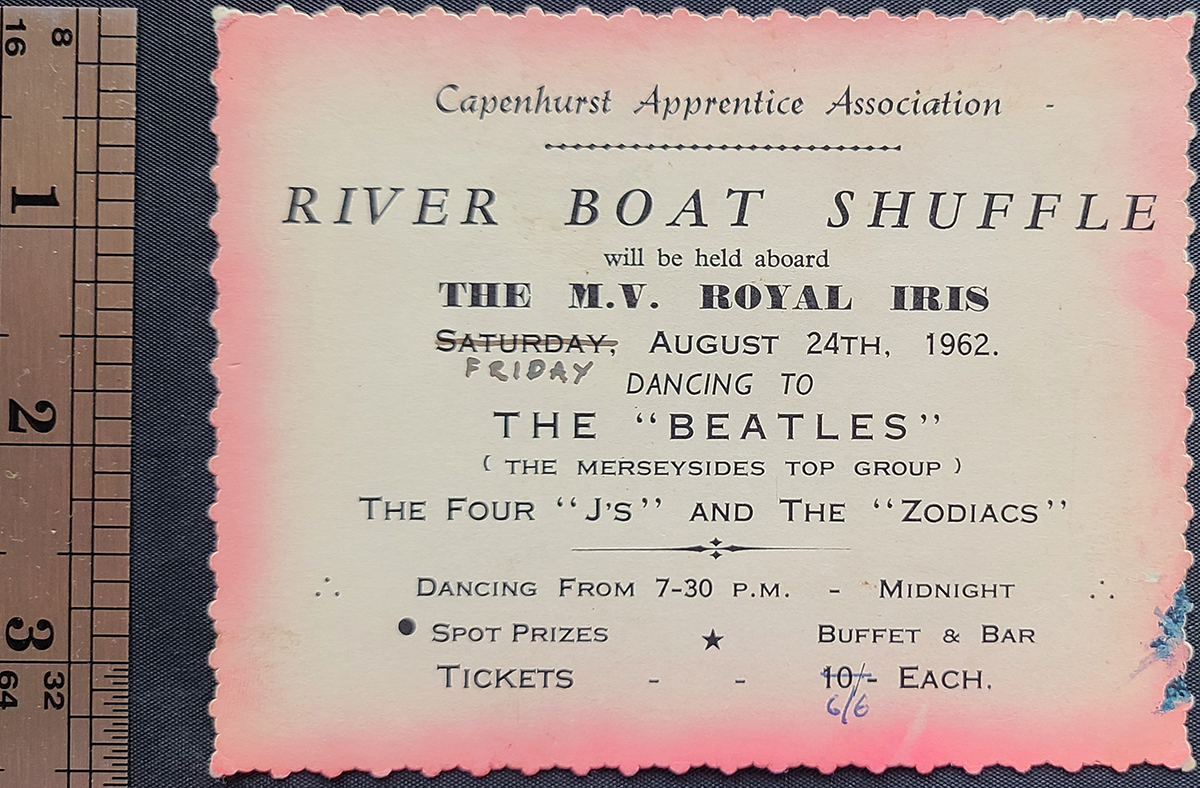 Capenhurst Apprentice Association -
RIVER BOAT SHUFFLE
will be held aboard
THE M.V. ROYAL IRIS
SATURDAY, AUGUST 24TH, 1962.
FRIDAY
DANCING TO
THE “BEATLES”
( THE MERSEYSIDES TOP GROUP )
THE FOUR “J’S” AND THE “ZODIACS”
DANCING FROM 7-30 P.M. - MIDNIGHT
SPOT PRIZES ★ BUFFET & BAR
TICKETS - - 10/- EACH.
6/6
16 8
1
2
3
64 32